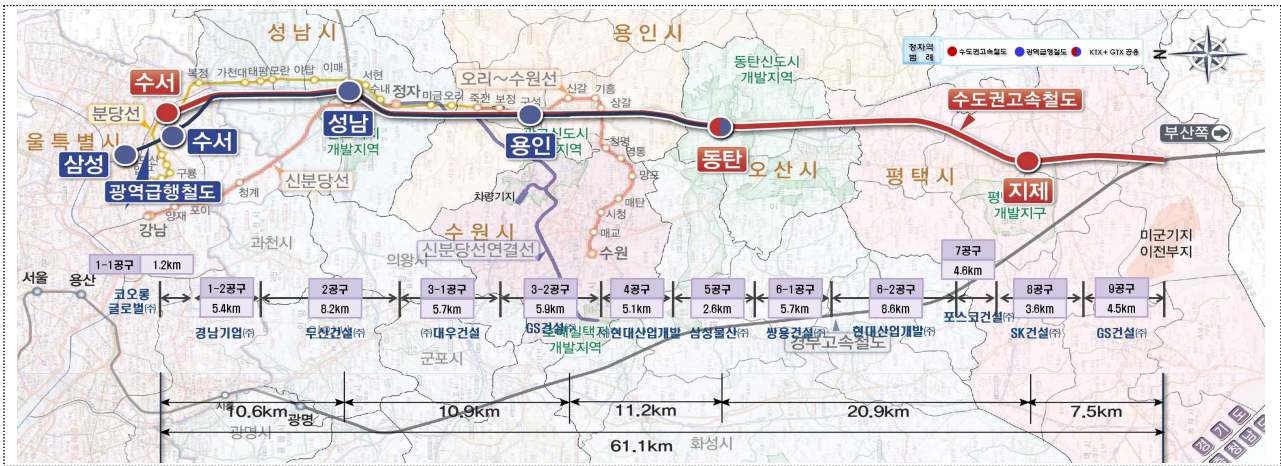 성남시
용인시
정차역
범 례
수도권고속철도
광역급행철도
KTX+ GTX 공용
N
동탄신도시
개발지역
복정
가천대
태평
모란
야탑
이매
서현
수내
정자
미금
오리
죽전
보정
구성
오리~수원선
신갈
기흥
상갈
수서
분당선
울특별시
수서
삼성
성남
개발지역
용인
동탄
수도권고속철도
부산쪽
지제
개발지구
평택시
오산시
광역급행철도
구룡
신분당선
청계
양재
포이
강남
차량기지
청명
영통
망포
매탄
시청
매교
수원
수원시
신분당선연결선
과천시
의왕시
미군기지
이전부지
서울
용산
1-1공구
1.2km
코오롱
글로벌㈜
1-2공구
5.4km
경남기업㈜
2공구
8.2km
두산건설㈜
3-1공구
5.7km
㈜대우건설
3-2공구
5.9km
GS건설㈜
개발지역
4공구
5.1km
현대산업개발
5공구
2.6km
삼성물산㈜
6-1공구
5.7km
쌍용건설㈜
6-2공구
8.6km
현대산업개발㈜
7공구
4.6km
포스코건설㈜
8공구
3.6km
SK건설㈜
9공구
4.5km
GS건설㈜
경부고속철도
군포시
광명
광명시
화성시
10.6km
10.9km
11.2km
20.9km
7.5km
61.1km
경기도